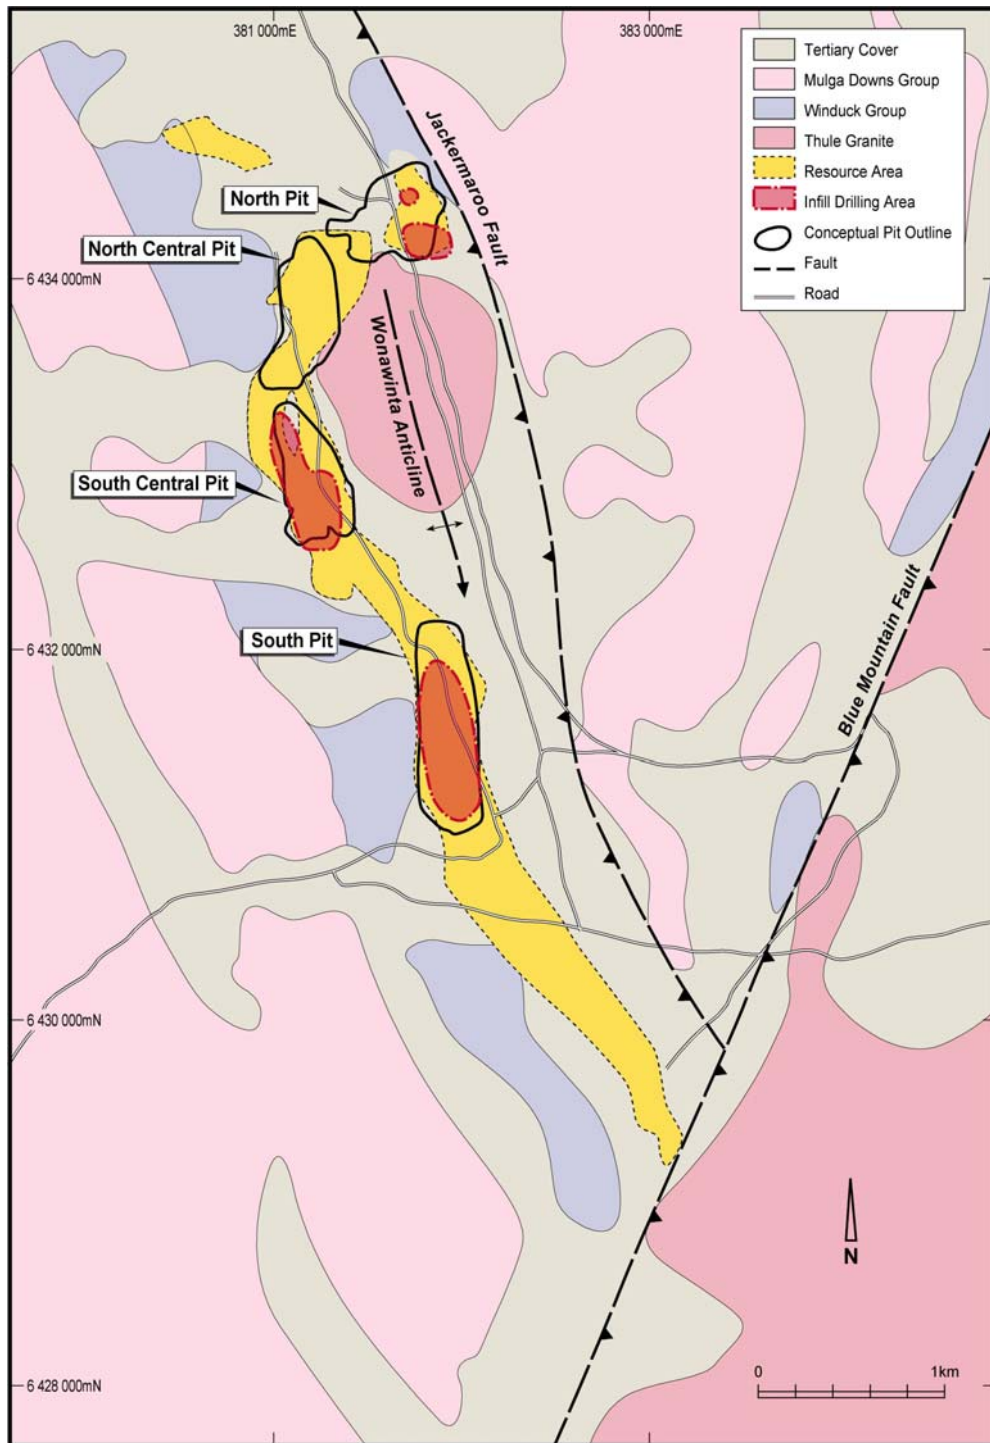 381 000mE
383 000mE
Tertiary Cover
Mulga Downs Group
Winduck Group
Thule Granite
Resource Area
Infill Drilling Area
Conceptual Pit Outline
Fault
Road
Jackermaroo Fault
North Pit
North Central Pit
6 434 000mN
Wonawinta Anticline
South Central Pit
Blue Mountain Fault
South Pit
6 432 000mN
6 430 000mN
N
0
1km
6 428 000mN